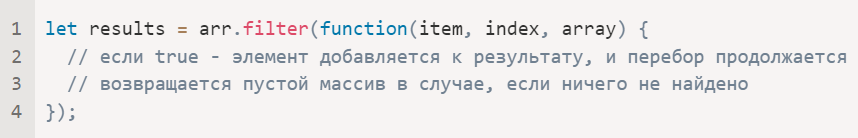 1 let results = arr.filter(function(item, index, array) {
2   // если true - элемент добавляется к результату, и перебор продолжается
3   // возвращается пустой массив в случае, если ничего не найдено
4 });